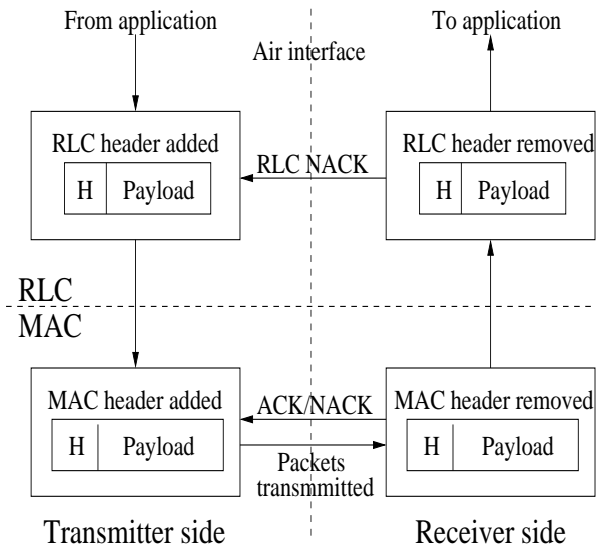 From application
To application
Air interface
RLC header added
H Payload
RLC NACK
RLC header removed
H Payload
RLC
MAC
MAC header added
H Payload
ACK/NACK
Packets
transmmitted
MAC header removed
H Payload
Transmitter side
Receiver side